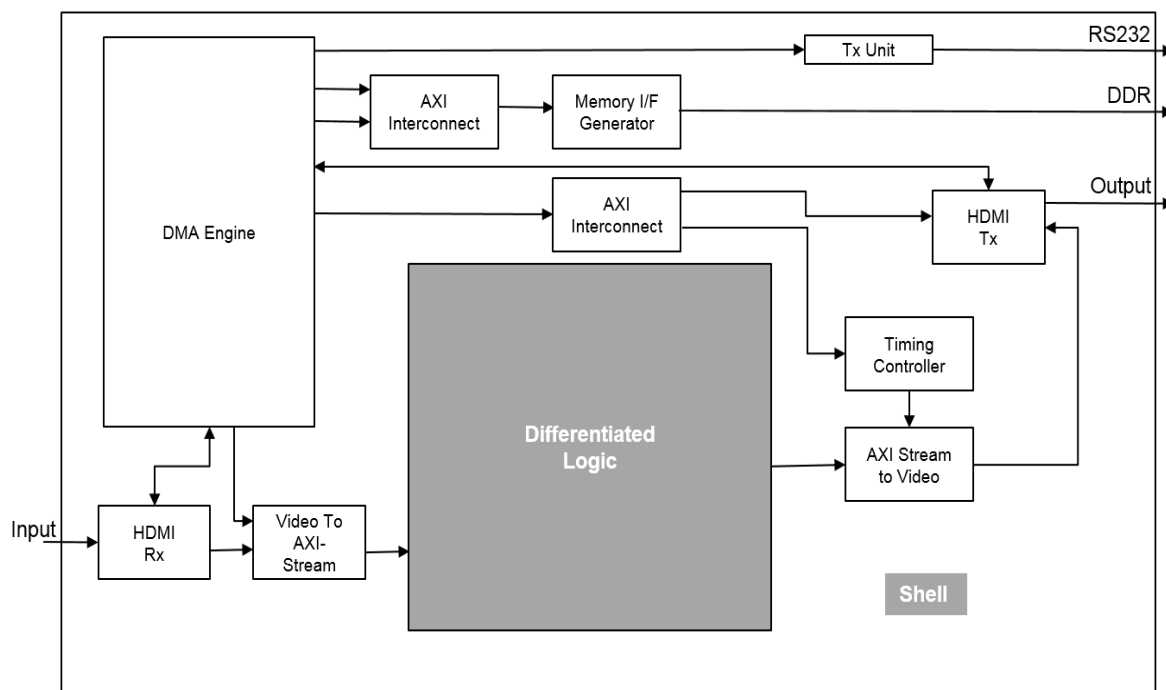 RS232
Tx Unit
DDR
AXI
Interconnect
Memory I/F
Generator
Output
AXI
Interconnect
HDMI
Tx
DMA Engine
Timing
Controller
Differentiated
Logic
AXI Stream
to Video
Input
HDMI
Rx
Video To
AXI-
Stream
Shell